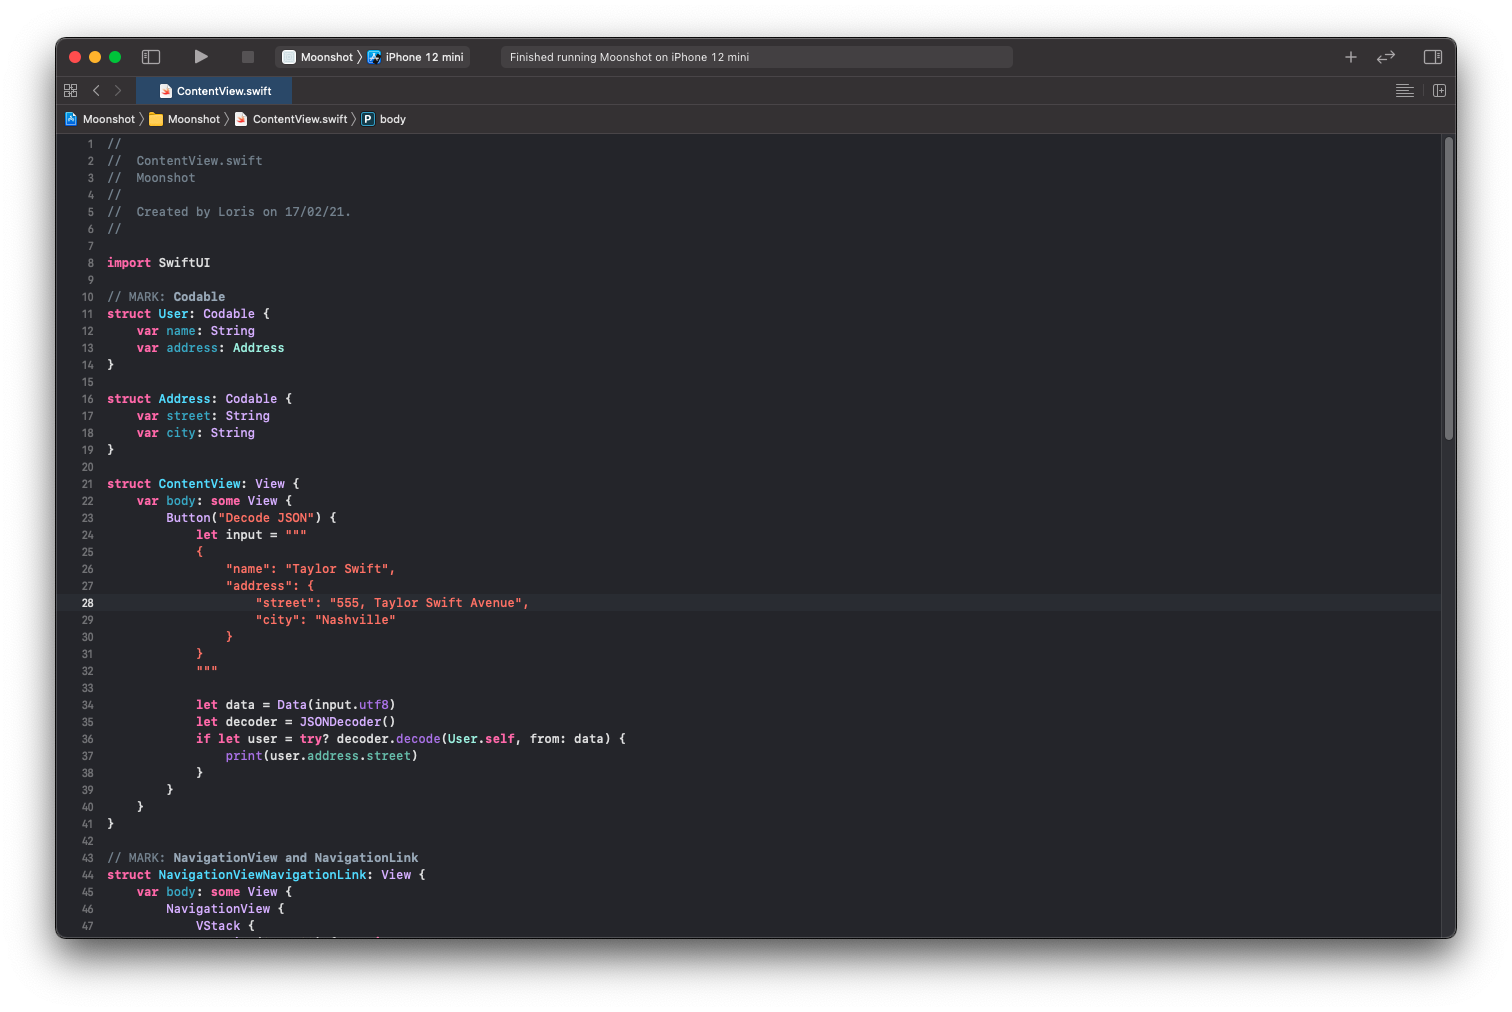 Moonshot 〉 iPhone 12 mini
Finished running Moonshot on iPhone 12 mini
ContentView.swift
Moonshot 〉 Moonshot 〉 ContentView.swift 〉 P body
1 //
2 //  ContentView.swift
3 //  Moonshot
4 //
5 //  Created by Loris on 17/02/21.
6 //
7
8 import SwiftUI
9
10 // MARK: Codable
11 struct User: Codable {
12     var name: String
13     var address: Address
14 }
15
16 struct Address: Codable {
17     var street: String
18     var city: String
19 }
20
21 struct ContentView: View {
22     var body: some View {
23         Button("Decode JSON") {
24             let input = """
25             {
26                 "name": "Taylor Swift",
27                 "address": {
28                     "street": "555, Taylor Swift Avenue",
29                     "city": "Nashville"
30                 }
31             }
32             """
33
34             let data = Data(input.utf8)
35             let decoder = JSONDecoder()
36             if let user = try? decoder.decode(User.self, from: data) {
37                 print(user.address.street)
38             }
39         }
40     }
41 }
42
43 // MARK: NavigationView and NavigationLink
44 struct NavigationViewNavigationLink: View {
45     var body: some View {
46         NavigationView {
47             VStack {